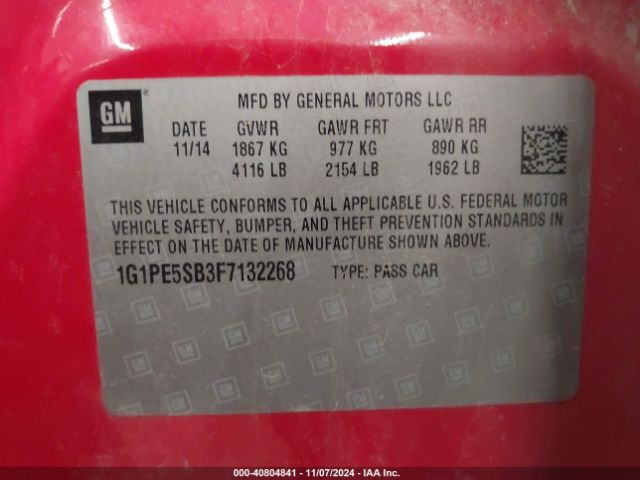 GM
MFD BY GENERAL MOTORS LLC
DATE GVWR GAWR FRT GAWR RR
11/14 1867 KG 977 KG 890 KG
4116 LB 2154 LB 1962 LB
THIS VEHICLE CONFORMS TO ALL APPLICABLE U.S. FEDERAL MOTOR
VEHICLE SAFETY, BUMPER, AND THEFT PREVENTION STANDARDS IN
EFFECT ON THE DATE OF MANUFACTURE SHOWN ABOVE.
1G1PE5SB3F7132268 TYPE: PASS CAR
000-40804841 - 11/07/2024 - IAA Inc.